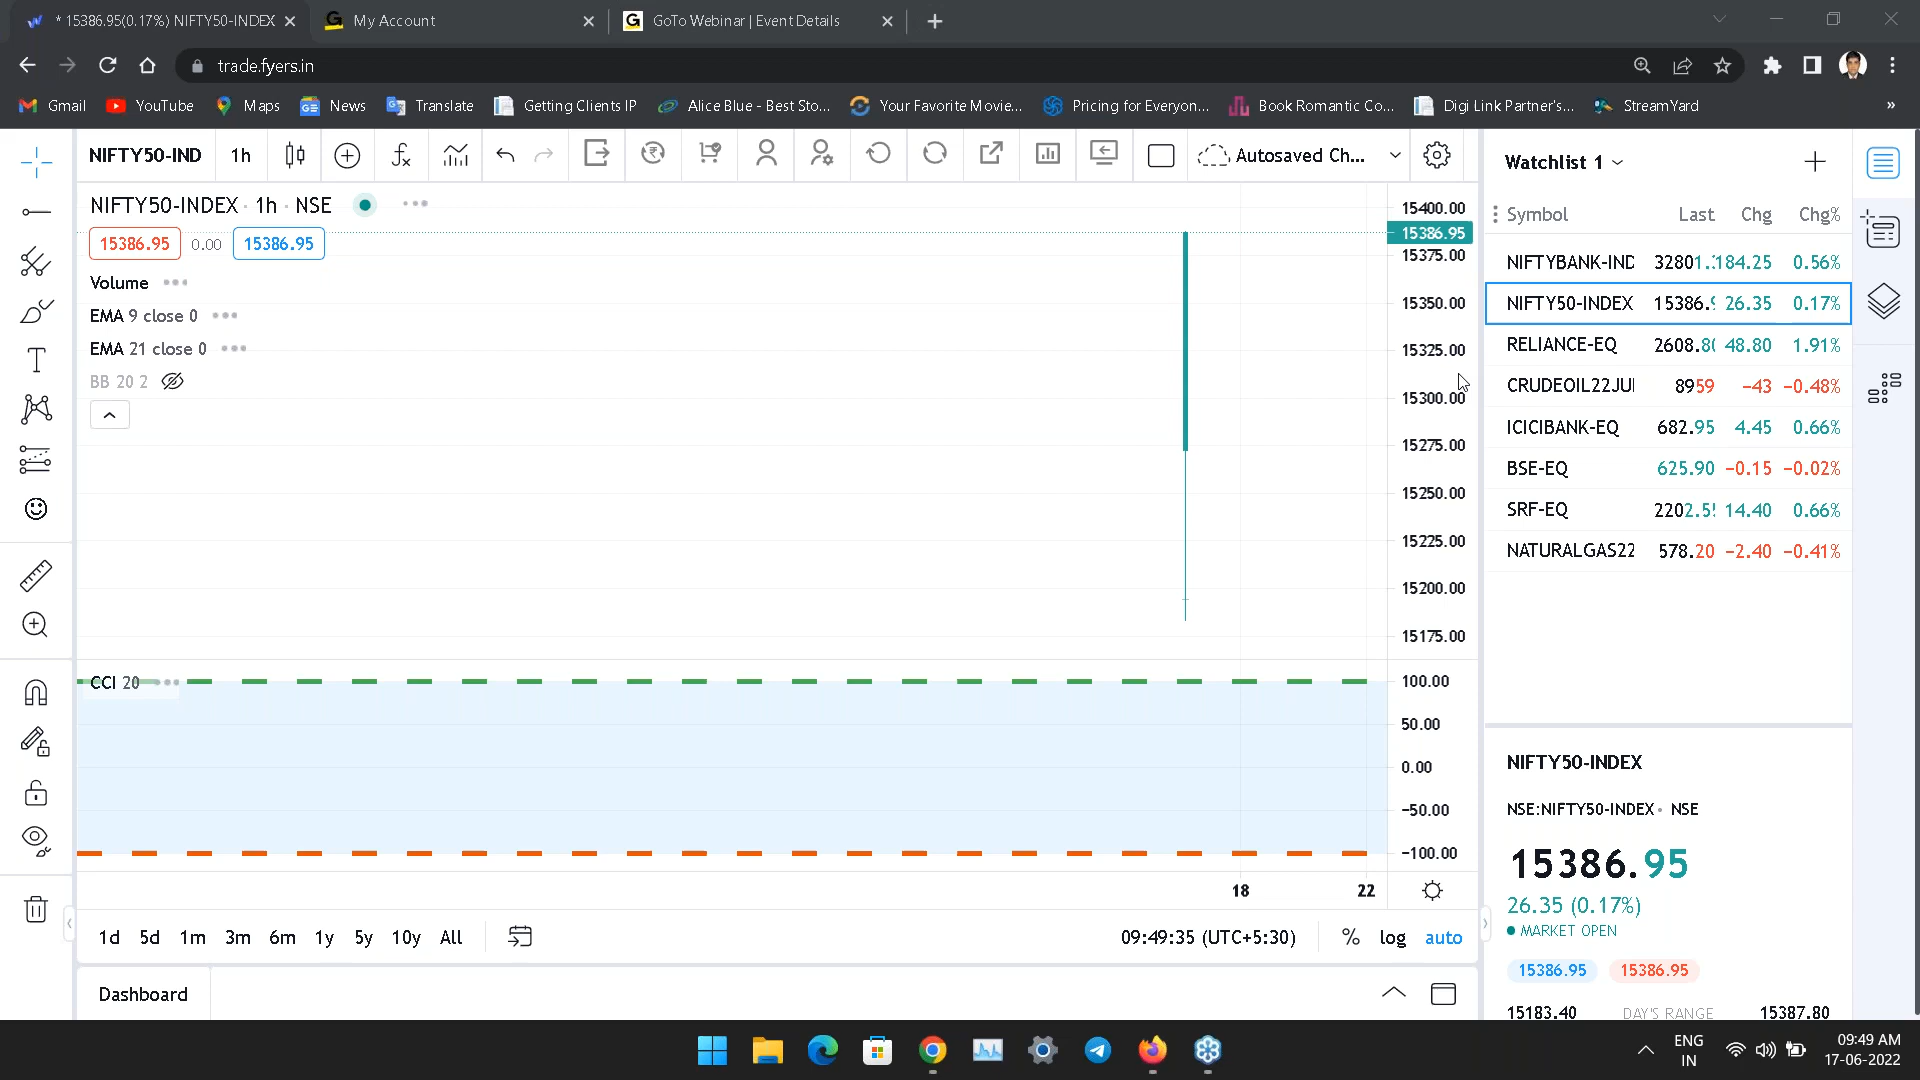 * 15386.95(0.17%) NIFTY50-INDEX
My Account
GoTo Webinar | Event Details
trade.fyers.in
Gmail
YouTube
Maps
News
Translate
Getting Clients IP
Alice Blue - Best Sto...
Your Favorite Movie...
Pricing for Everyon...
Book Romantic Co...
Digi Link Partner's...
StreamYard
»
NIFTY50-IND
1h
Autosaved Ch...
NIFTY50-INDEX · 1h · NSE
15386.95 0.00 15386.95
Volume
EMA 9 close 0
EMA 21 close 0
BB 20 2
15400.00
15386.95
15375.00
15350.00
15325.00
15300.00
15275.00
15250.00
15225.00
15200.00
15175.00
CCI 20
100.00
50.00
0.00
−50.00
−100.00
18 22
1d 5d 1m 3m 6m 1y 5y 10y All
09:49:35 (UTC+5:30)
% log auto
Dashboard
Watchlist 1
Symbol Last Chg Chg%
NIFTYBANK-IND 32801. 184.25 0.56%
NIFTY50-INDEX 15386. 26.35 0.17%
RELIANCE-EQ 2608.80 48.80 1.91%
CRUDEOIL22JUN 8959 −43 −0.48%
ICICIBANK-EQ 682.95 4.45 0.66%
BSE-EQ 625.90 −0.15 −0.02%
SRF-EQ 2202.5 14.40 0.66%
NATURALGAS22 578.20 −2.40 −0.41%
NIFTY50-INDEX
NSE:NIFTY50-INDEX · NSE
15386.95
26.35 (0.17%)
MARKET OPEN
15386.95 15386.95
15183.40 DAY'S RANGE 15387.80
ENG
IN
09:49 AM
17-06-2022